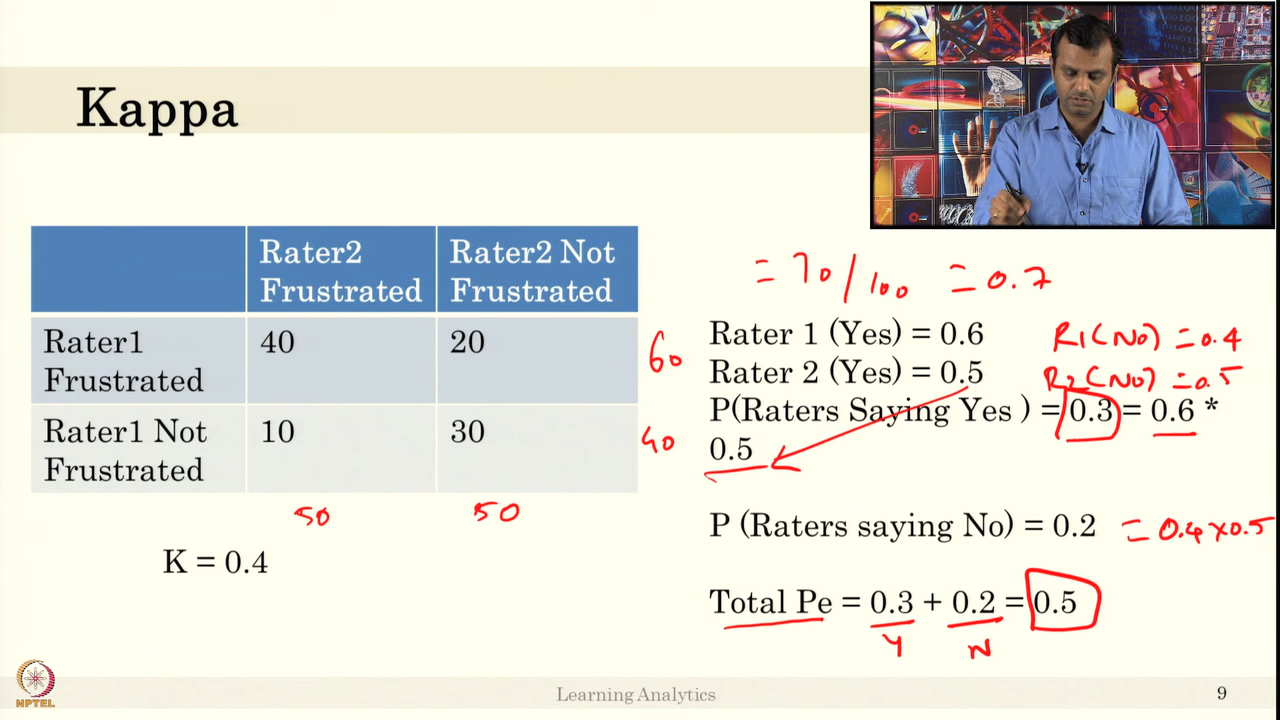 Kappa
Rater2 Frustrated
Rater2 Not Frustrated
Rater1 Frustrated
40
20
60
Rater1 Not Frustrated
10
30
40
50
50
K = 0.4
= 70/100 = 0.7
Rater 1 (Yes) = 0.6
R1(No) = 0.4
Rater 2 (Yes) = 0.5
R2(No) = 0.5
P(Raters Saying Yes ) = 0.3 = 0.6 *
0.5
P (Raters saying No) = 0.2 = 0.4x0.5
Total Pe = 0.3 + 0.2 = 0.5
Y
N
NPTEL
Learning Analytics
9